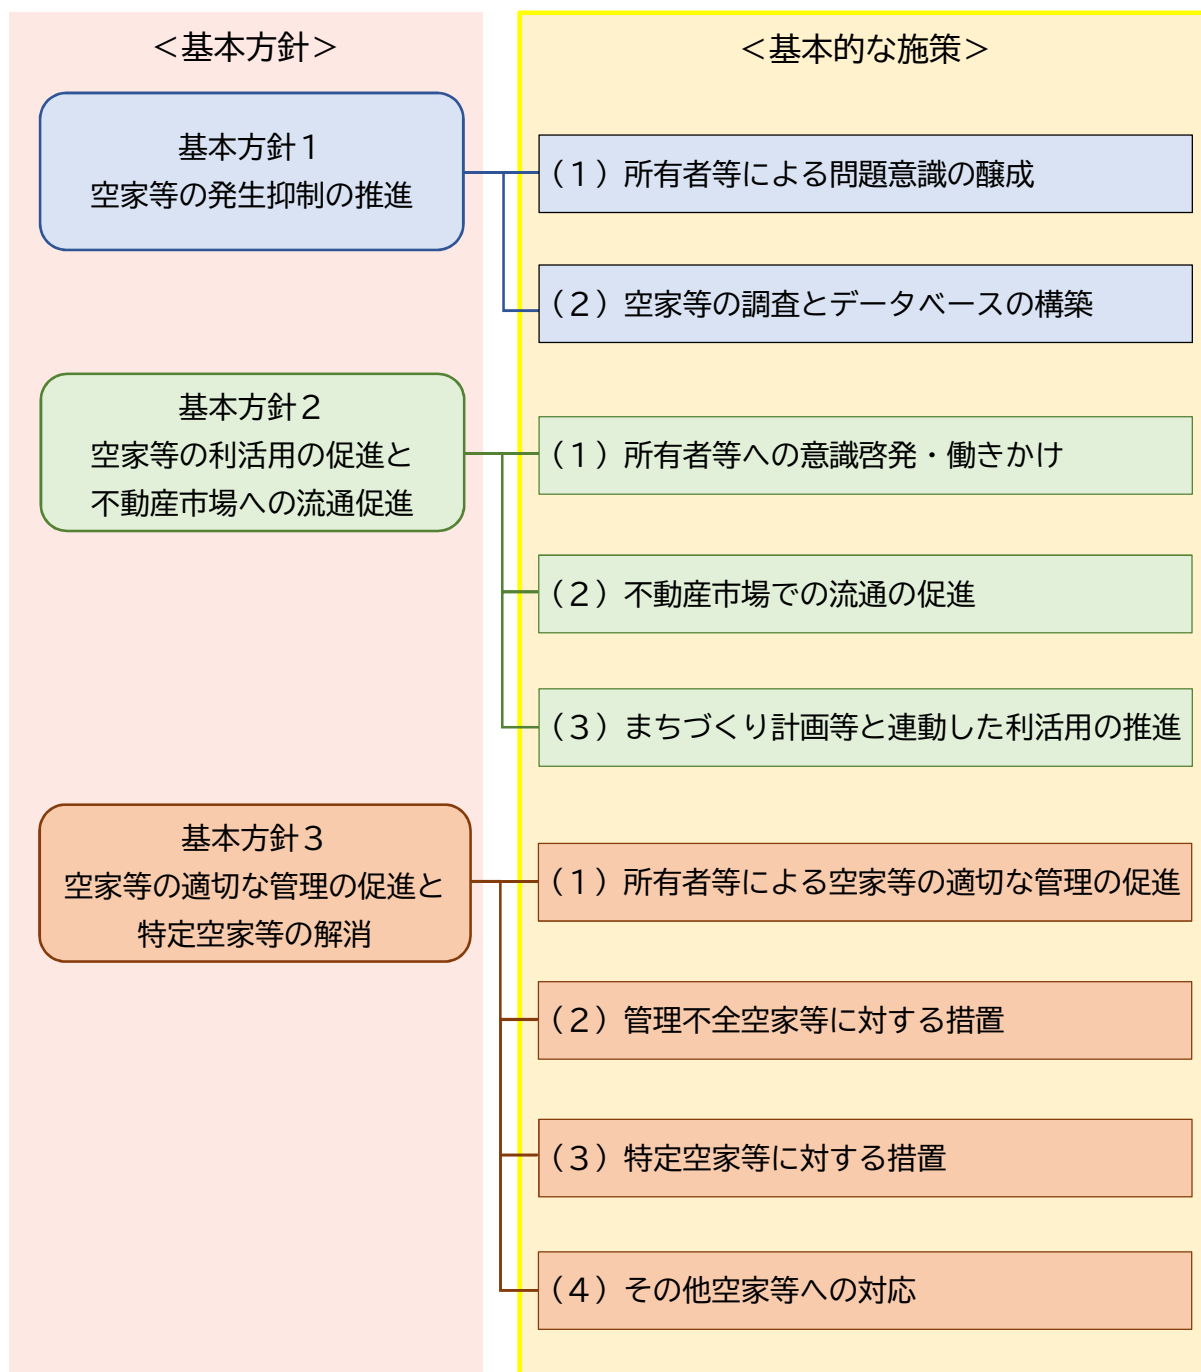 ＜基本方針＞
＜基本的な施策＞
基本方針１
空家等の発生抑制の推進
（１）所有者等による問題意識の醸成
（２）空家等の調査とデータベースの構築
基本方針２
空家等の利活用の促進と
不動産市場への流通促進
（１）所有者等への意識啓発・働きかけ
（２）不動産市場での流通の促進
（３）まちづくり計画等と連動した利活用の推進
基本方針３
空家等の適切な管理の促進と
特定空家等の解消
（１）所有者等による空家等の適切な管理の促進
（２）管理不全空家等に対する措置
（３）特定空家等に対する措置
（４）その他空家等への対応